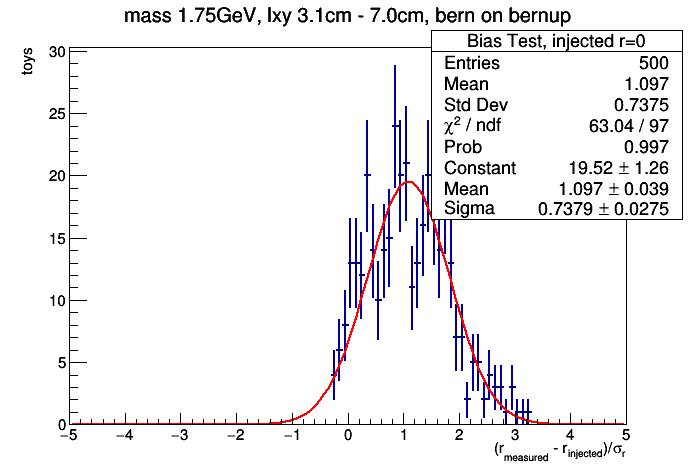 mass 1.75GeV, lxy 3.1cm - 7.0cm, bern on bernup
Bias Test, injected r=0
Entries 500
Mean 1.097
Std Dev 0.7375
χ² / ndf 63.04 / 97
Prob 0.997
Constant 19.52 ± 1.26
Mean 1.097 ± 0.039
Sigma 0.7379 ± 0.0275
toys
30
25
20
15
10
5
0
−5 −4 −3 −2 −1 0 1 2 3 4 5
(r_measured - r_injected)/σ_r